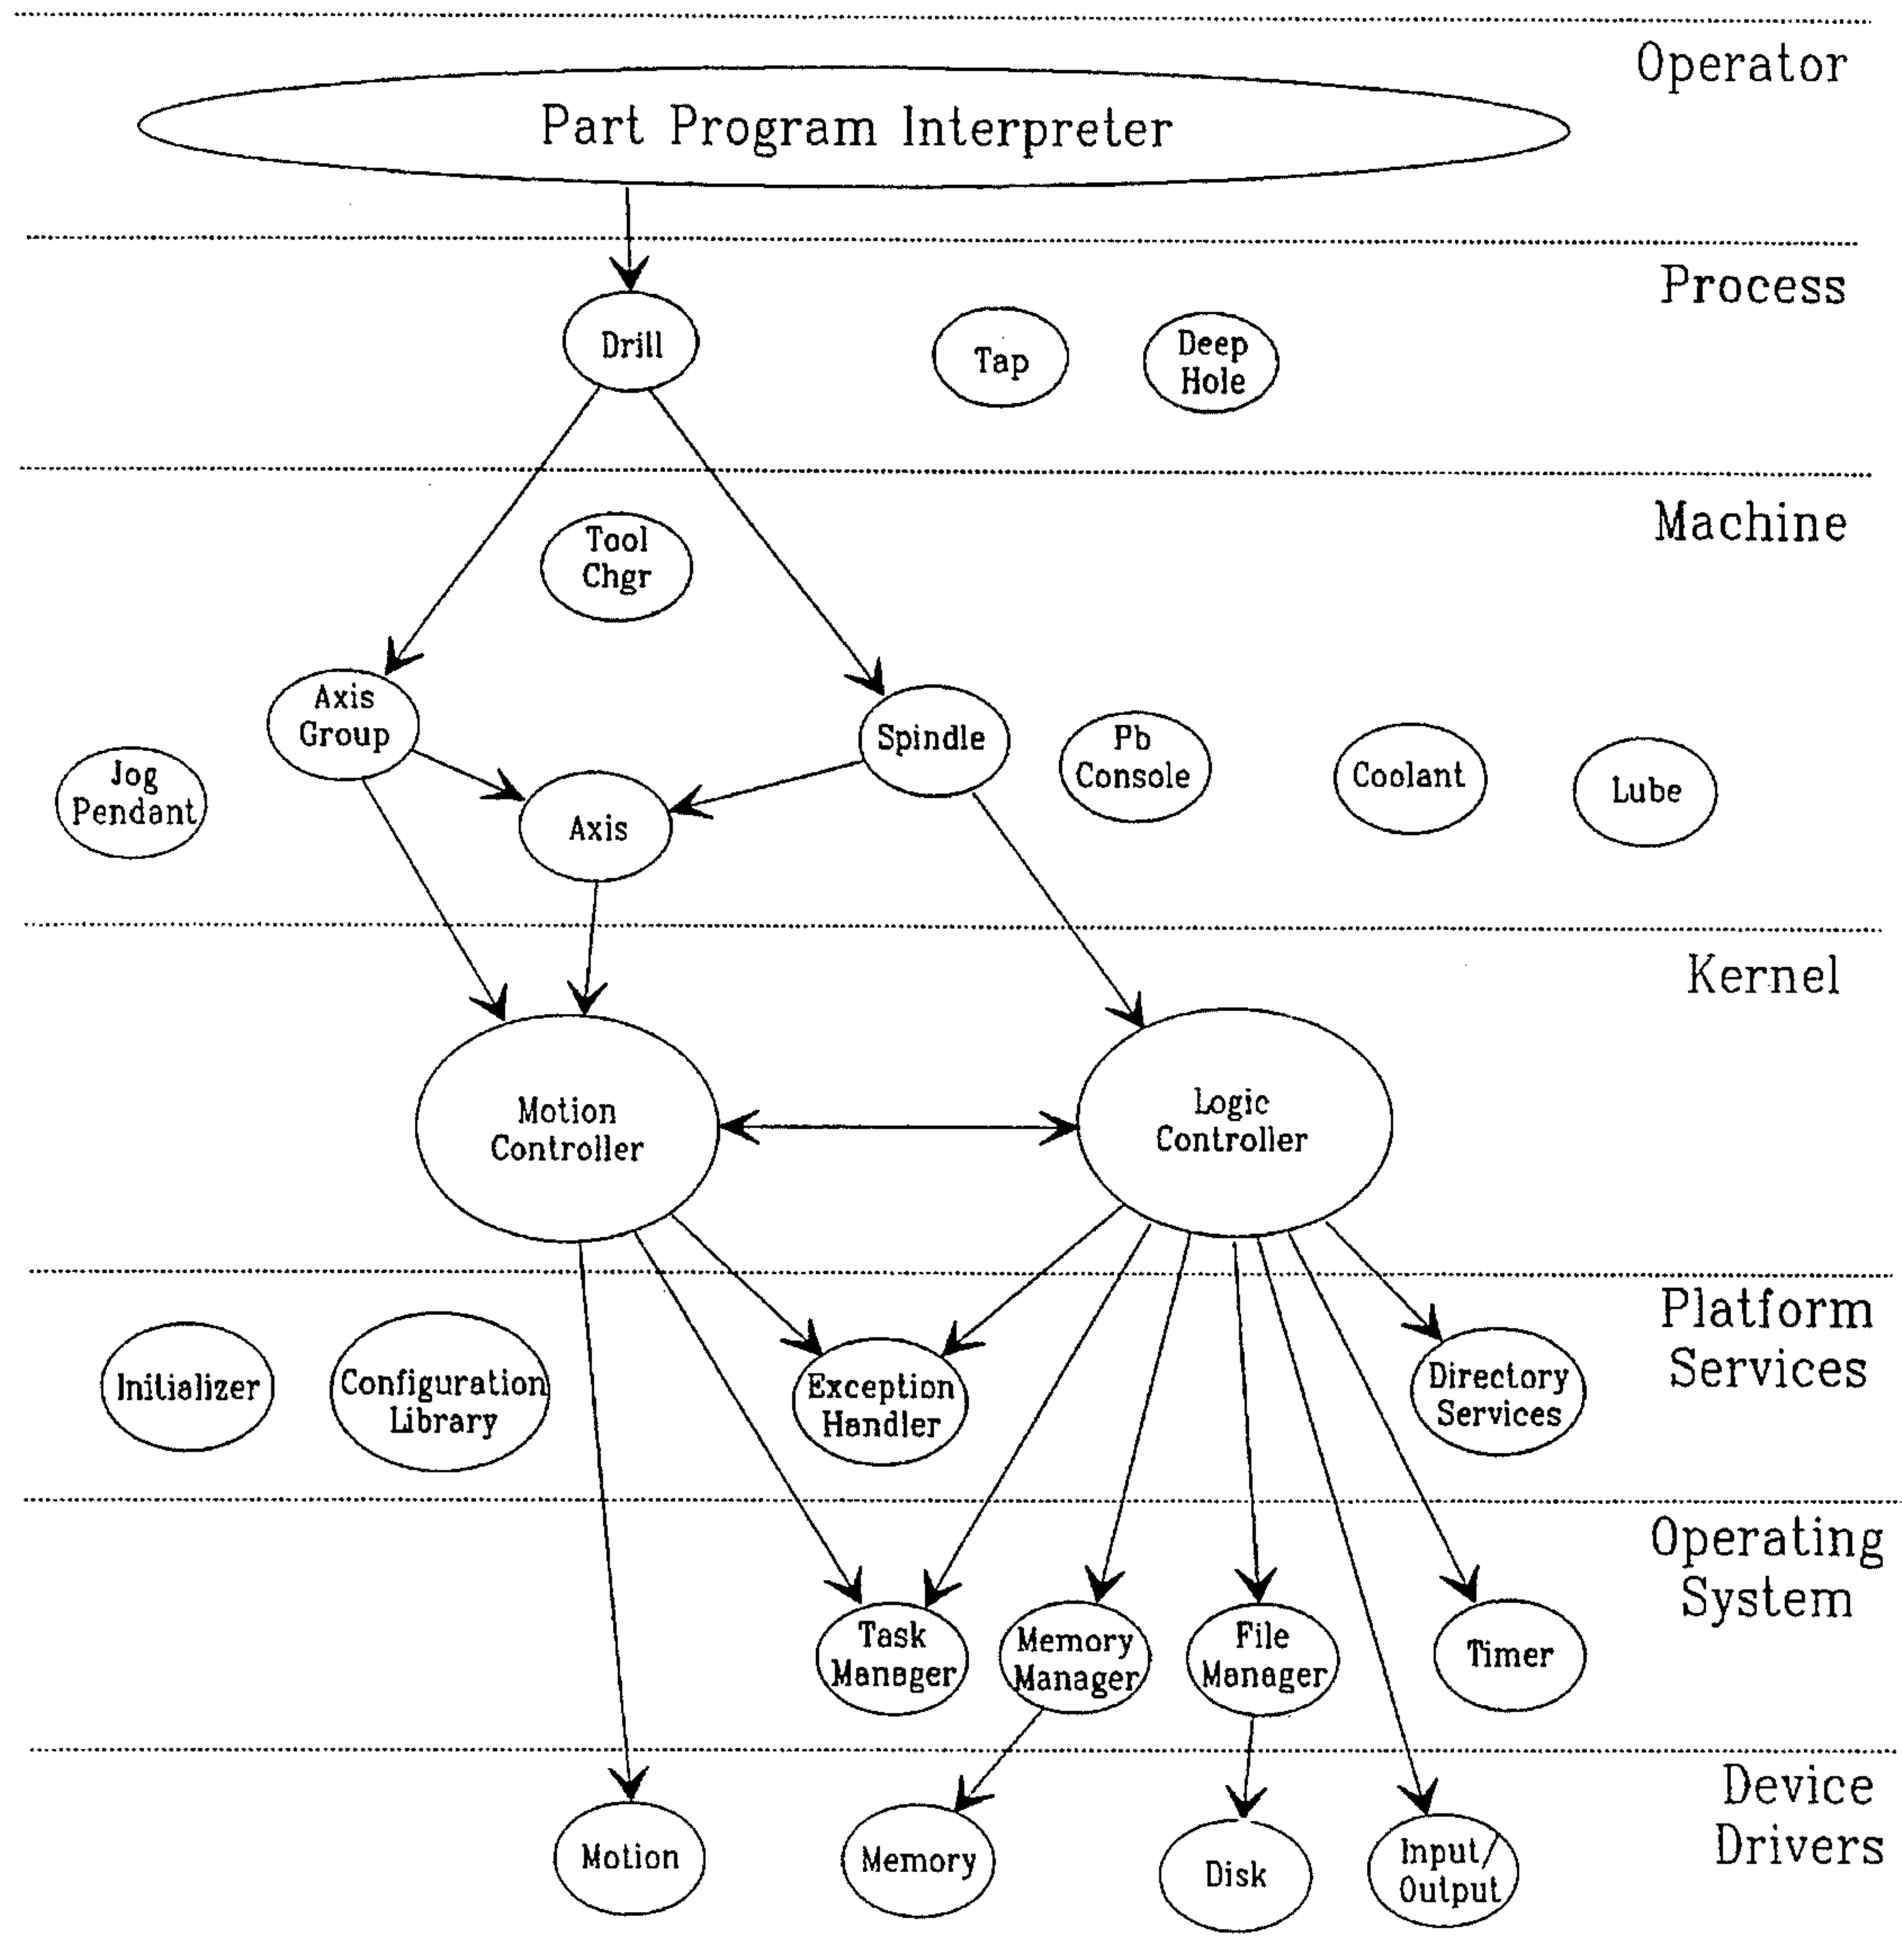 Operator
Part Program Interpreter
Process
Drill
Tap
Deep
Hole
Machine
Tool
Chgr
Axis
Group
Spindle
Pb
Console
Coolant
Lube
Jog
Pendant
Axis
Kernel
Motion
Controller
Logic
Controller
Platform
Services
Initializer
Configuration
Library
Exception
Handler
Directory
Services
Operating
System
Task
Manager
Memory
Manager
File
Manager
Timer
Device
Drivers
Motion
Memory
Disk
Input/
Output